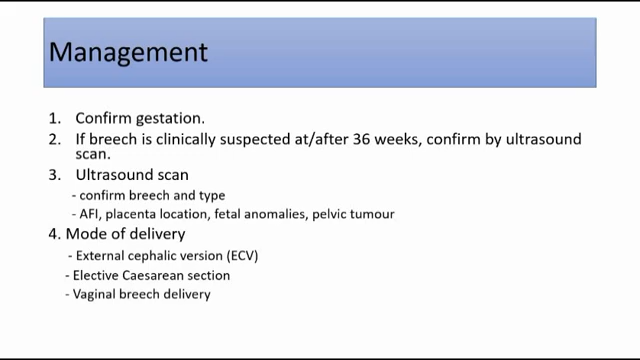 Management
1. Confirm gestation.
2. If breech is clinically suspected at/after 36 weeks, confirm by ultrasound
scan.
3. Ultrasound scan
- confirm breech and type
- AFI, placenta location, fetal anomalies, pelvic tumour
4. Mode of delivery
- External cephalic version (ECV)
- Elective Caesarean section
- Vaginal breech delivery